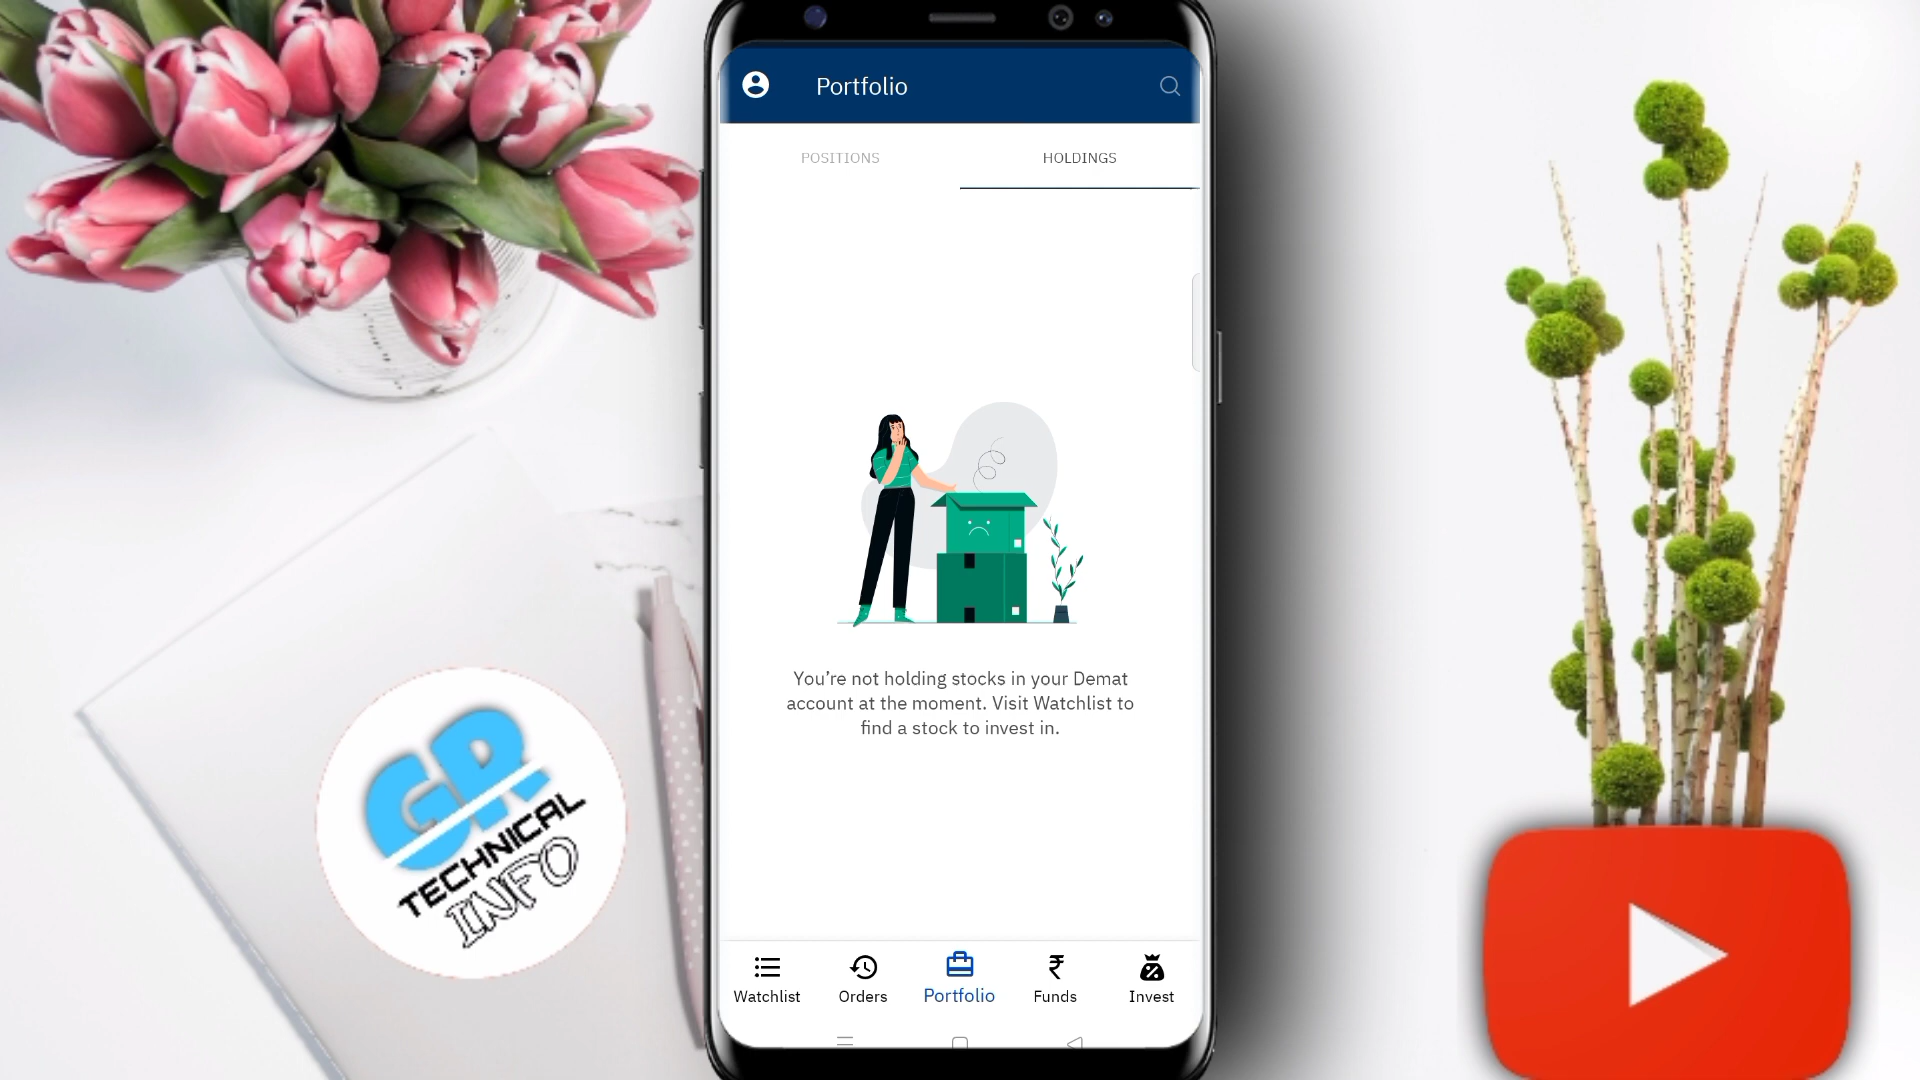 Portfolio
POSITIONS
HOLDINGS
You’re not holding stocks in your Demat
account at the moment. Visit Watchlist to
find a stock to invest in.
Watchlist
Orders
Portfolio
Funds
Invest
GR
TECHNICAL
INFO